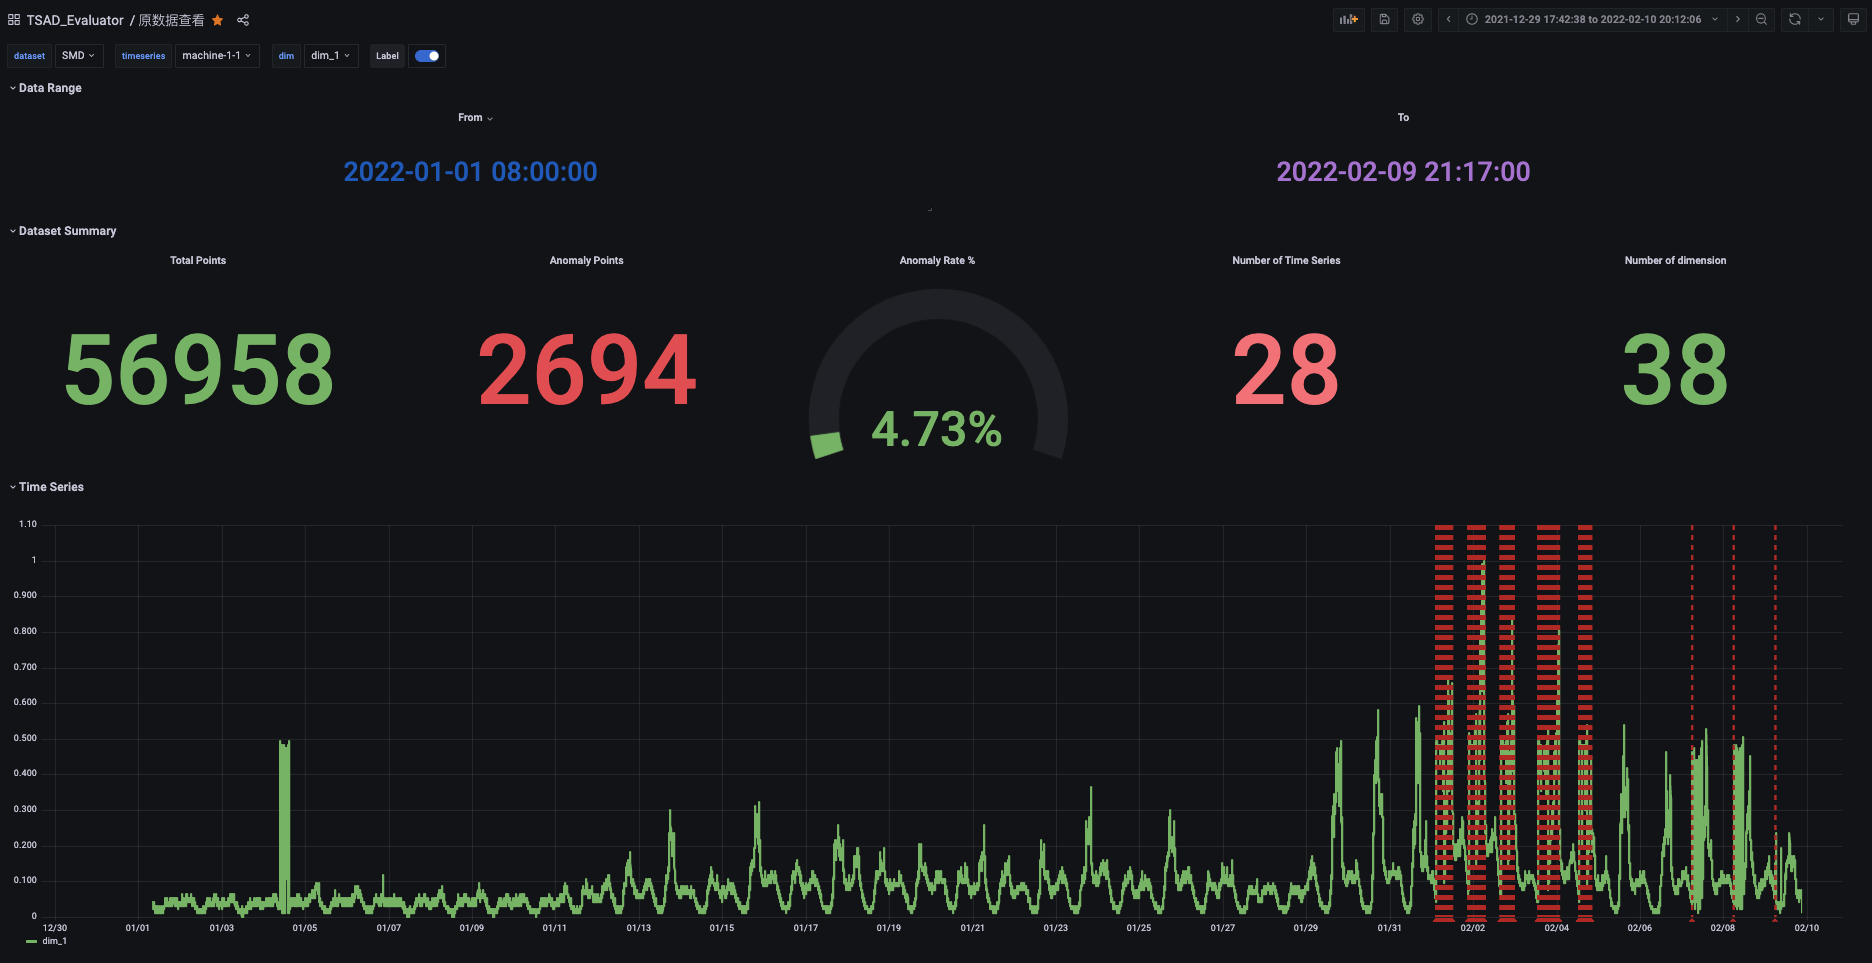 TSAD_Evaluator / 原数据查看
2021-12-29 17:42:38 to 2022-02-10 20:12:06
dataset SMD timeseries machine-1-1 dim dim_1 Label
Data Range
From To
2022-01-01 08:00:00 2022-02-09 21:17:00
Dataset Summary
Total Points Anomaly Points Anomaly Rate % Number of Time Series Number of dimension
56958 2694 4.73% 28 38
Time Series
1.10
1
0.900
0.800
0.700
0.600
0.500
0.400
0.300
0.200
0.100
0
12/30 01/01 01/03 01/05 01/07 01/09 01/11 01/13 01/15 01/17 01/19 01/21 01/23 01/25 01/27 01/29 01/31 02/02 02/04 02/06 02/08 02/10
dim_1